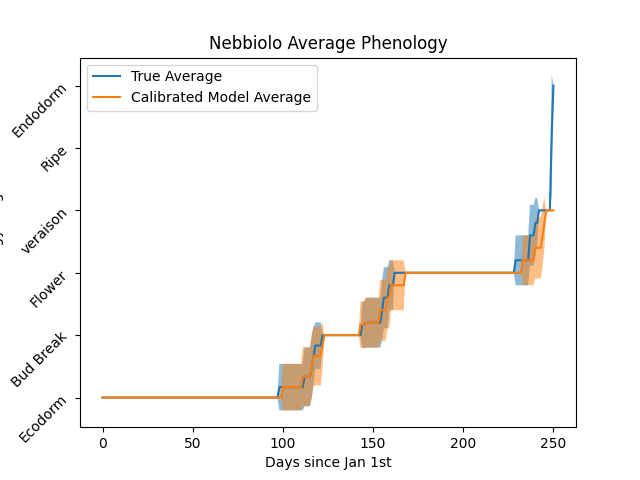 Nebbiolo Average Phenology
True Average
Calibrated Model Average
Endodorm
Ripe
veraison
Flower
Bud Break
Ecodorm
0 50 100 150 200 250
Days since Jan 1st